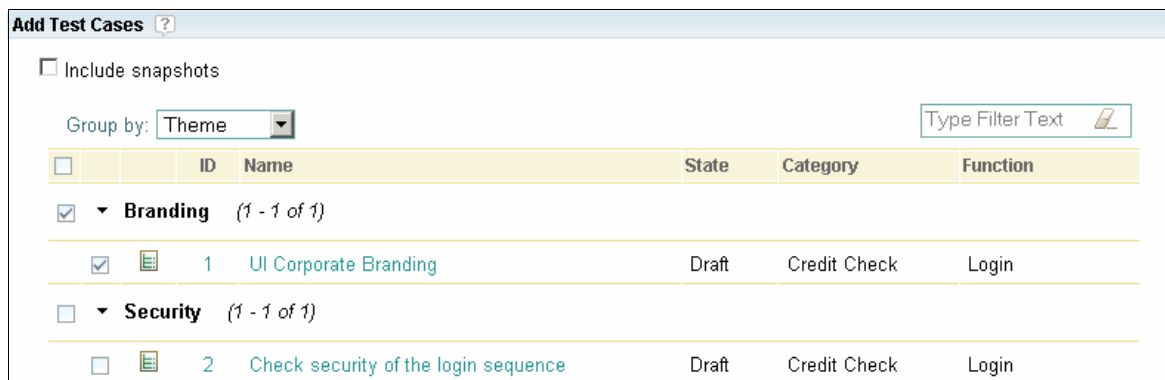 Add Test Cases ?
Include snapshots
Group by: Theme Type Filter Text
ID Name State Category Function
Branding (1 - 1 of 1)
1 UI Corporate Branding Draft Credit Check Login
Security (1 - 1 of 1)
2 Check security of the login sequence Draft Credit Check Login